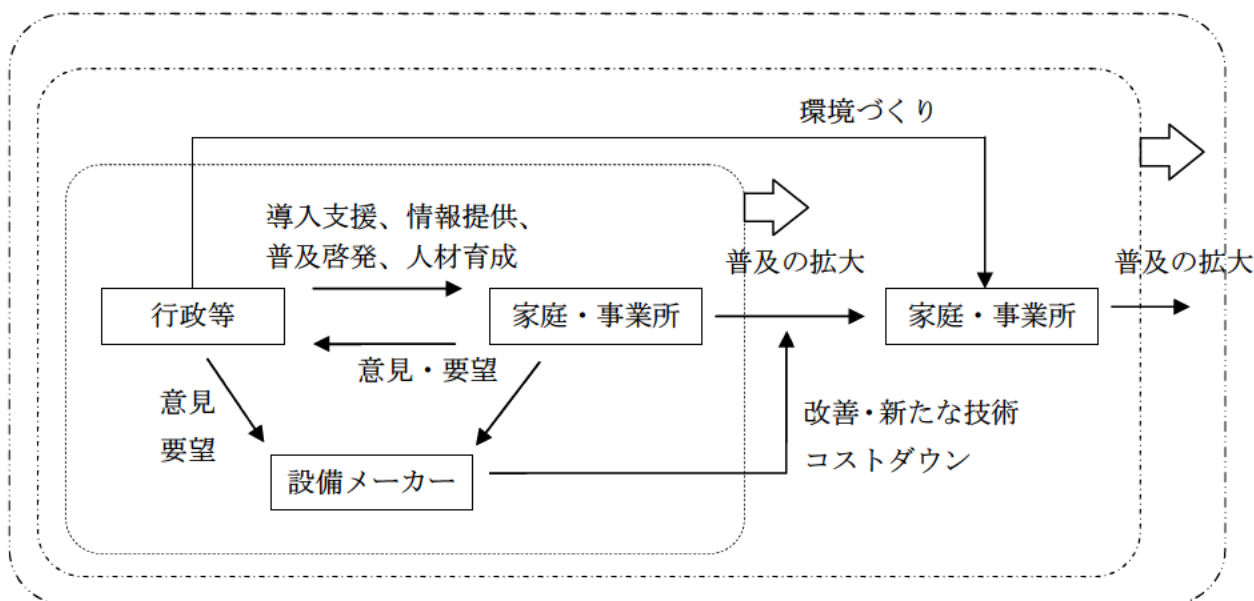 環境づくり
導入支援、情報提供、
普及啓発、人材育成
普及の拡大
普及の拡大
行政等
家庭・事業所
家庭・事業所
意見・要望
意見
要望
改善・新たな技術
コストダウン
設備メーカー